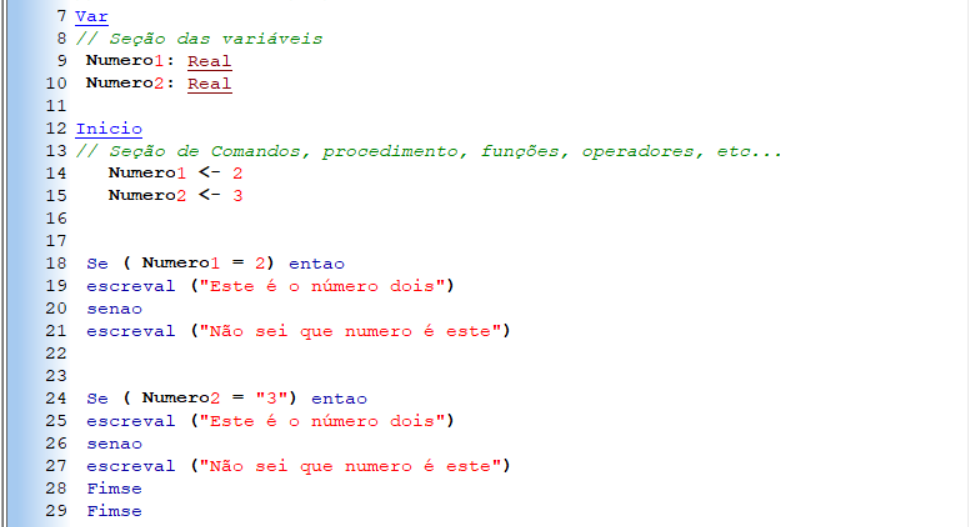 7 Var
8 // Seção das variáveis
9 Numero1: Real
10 Numero2: Real
11
12 Inicio
13 // Seção de Comandos, procedimento, funções, operadores, etc...
14 Numero1 <- 2
15 Numero2 <- 3
16
17
18 Se ( Numero1 = 2) entao
19 escreval ("Este é o número dois")
20 senao
21 escreval ("Não sei que numero é este")
22
23
24 Se ( Numero2 = "3") entao
25 escreval ("Este é o número dois")
26 senao
27 escreval ("Não sei que numero é este")
28 Fimse
29 Fimse